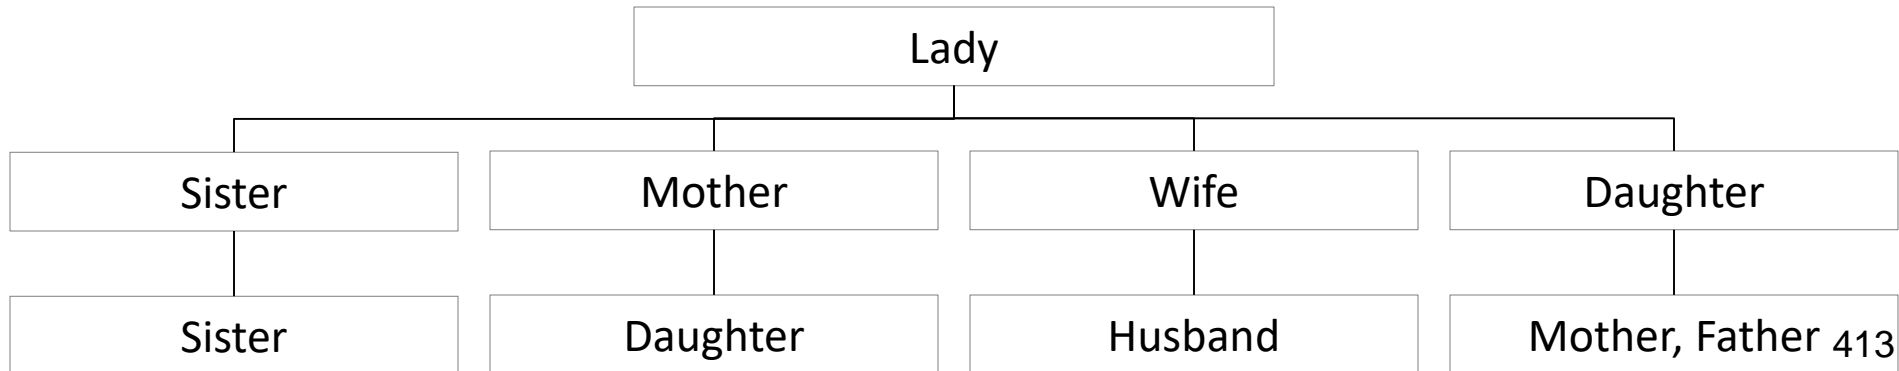 Lady
Sister Mother Wife Daughter
Sister Daughter Husband Mother, Father 413